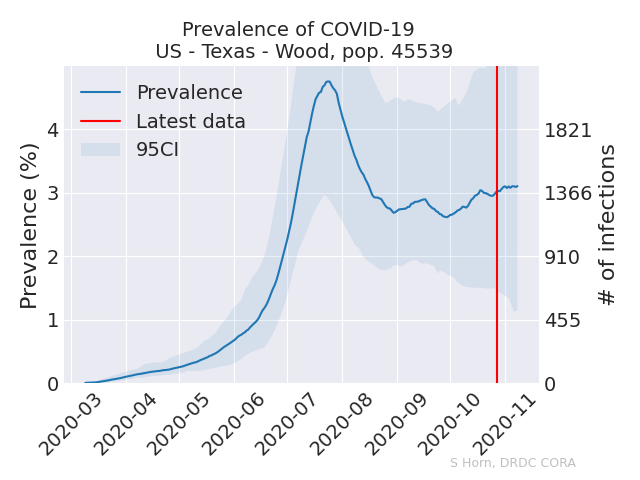 Prevalence of COVID-19
US - Texas - Wood, pop. 45539
Prevalence
Latest data
95CI
Prevalence (%)
4
3
2
1
0
1821
1366
910
455
0
# of infections
2020-03
2020-04
2020-05
2020-06
2020-07
2020-08
2020-09
2020-10
2020-11
S Horn, DRDC CORA